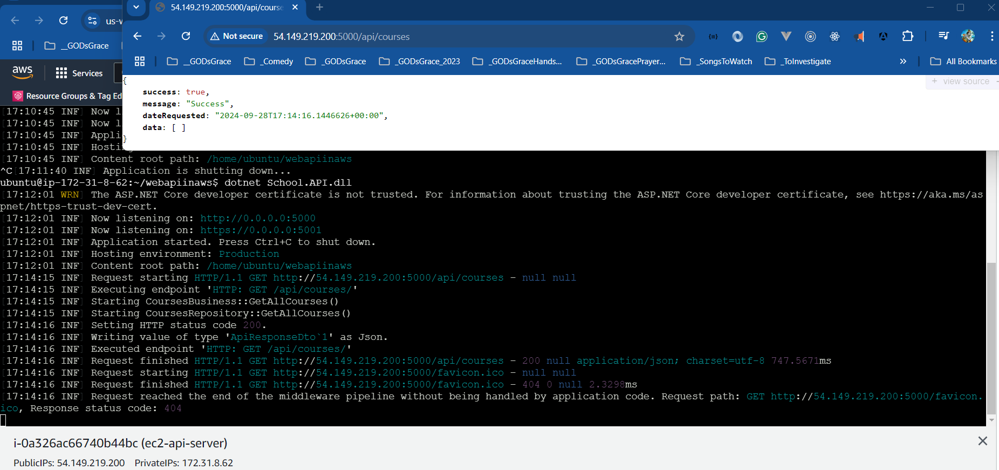 54.149.219.200:5000/api/course
us-w
Not secure
54.149.219.200:5000/api/courses
__GODsGrace
__GODsGrace
_Comedy
_GODsGrace
_GODsGrace_2023
_GODsGraceHands...
_GODsGracePrayer...
_SongsToWatch
_ToInvestigate
»
All Bookmarks
aws
Services
Resource Groups & Tag Ed
+ view source
{
success: true,
message: "Success",
dateRequested: "2024-09-28T17:14:16.1446626+00:00",
data: [ ]
}
[17:10:45 INF] Now l
[17:10:45 INF] Now l
[17:10:45 INF] Appli
[17:10:45 INF] Hosti
[17:10:45 INF] Content root path: /home/ubuntu/webapiinaws
^C[17:11:40 INF] Application is shutting down...
ubuntu@ip-172-31-8-62:~/webapiinaws$ dotnet School.API.dll
[17:12:01 WRN] The ASP.NET Core developer certificate is not trusted. For information about trusting the ASP.NET Core developer certificate, see https://aka.ms/as
pnet/https-trust-dev-cert.
[17:12:01 INF] Now listening on: http://0.0.0.0:5000
[17:12:01 INF] Now listening on: https://0.0.0.0:5001
[17:12:01 INF] Application started. Press Ctrl+C to shut down.
[17:12:01 INF] Hosting environment: Production
[17:12:01 INF] Content root path: /home/ubuntu/webapiinaws
[17:14:15 INF] Request starting HTTP/1.1 GET http://54.149.219.200:5000/api/courses - null null
[17:14:15 INF] Executing endpoint 'HTTP: GET /api/courses/'
[17:14:15 INF] Starting CoursesBusiness::GetAllCourses()
[17:14:15 INF] Starting CoursesRepository::GetAllCourses()
[17:14:16 INF] Setting HTTP status code 200.
[17:14:16 INF] Writing value of type 'ApiResponseDto`1' as Json.
[17:14:16 INF] Executed endpoint 'HTTP: GET /api/courses/'
[17:14:16 INF] Request finished HTTP/1.1 GET http://54.149.219.200:5000/api/courses - 200 null application/json; charset=utf-8 747.5671ms
[17:14:16 INF] Request starting HTTP/1.1 GET http://54.149.219.200:5000/favicon.ico - null null
[17:14:16 INF] Request finished HTTP/1.1 GET http://54.149.219.200:5000/favicon.ico - 404 0 null 2.3298ms
[17:14:16 INF] Request reached the end of the middleware pipeline without being handled by application code. Request path: GET http://54.149.219.200:5000/favicon.
ico, Response status code: 404
i-0a326ac66740b44bc (ec2-api-server)
PublicIPs: 54.149.219.200 PrivateIPs: 172.31.8.62